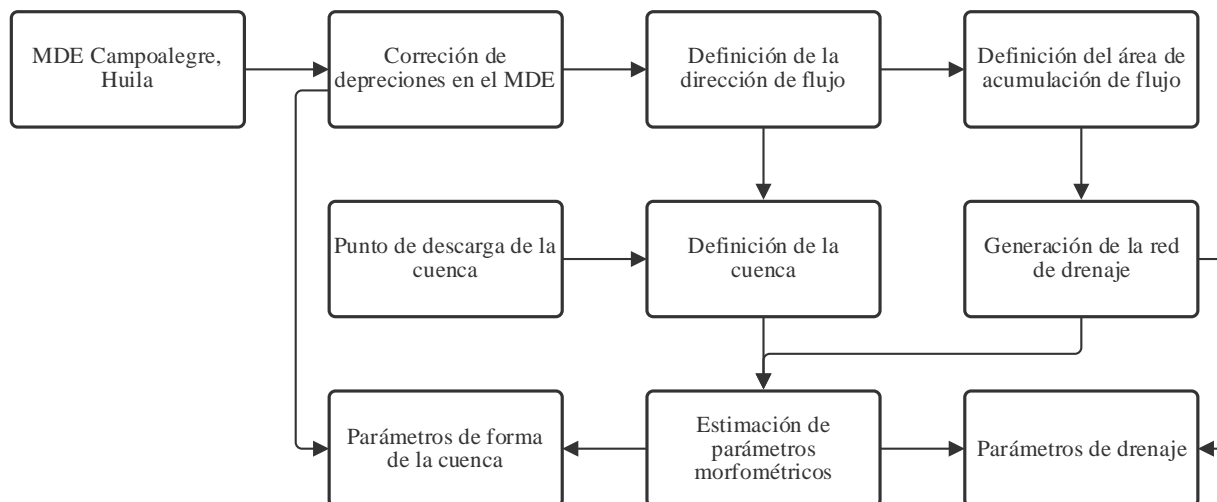 MDE Campoalegre,
Huila
Correción de
depreciones en el MDE
Definición de la
dirección de flujo
Definición del área de
acumulación de flujo
Punto de descarga de la
cuenca
Definición de la
cuenca
Generación de la red
de drenaje
Parámetros de forma
de la cuenca
Estimación de
parámetros
morfométricos
Parámetros de drenaje